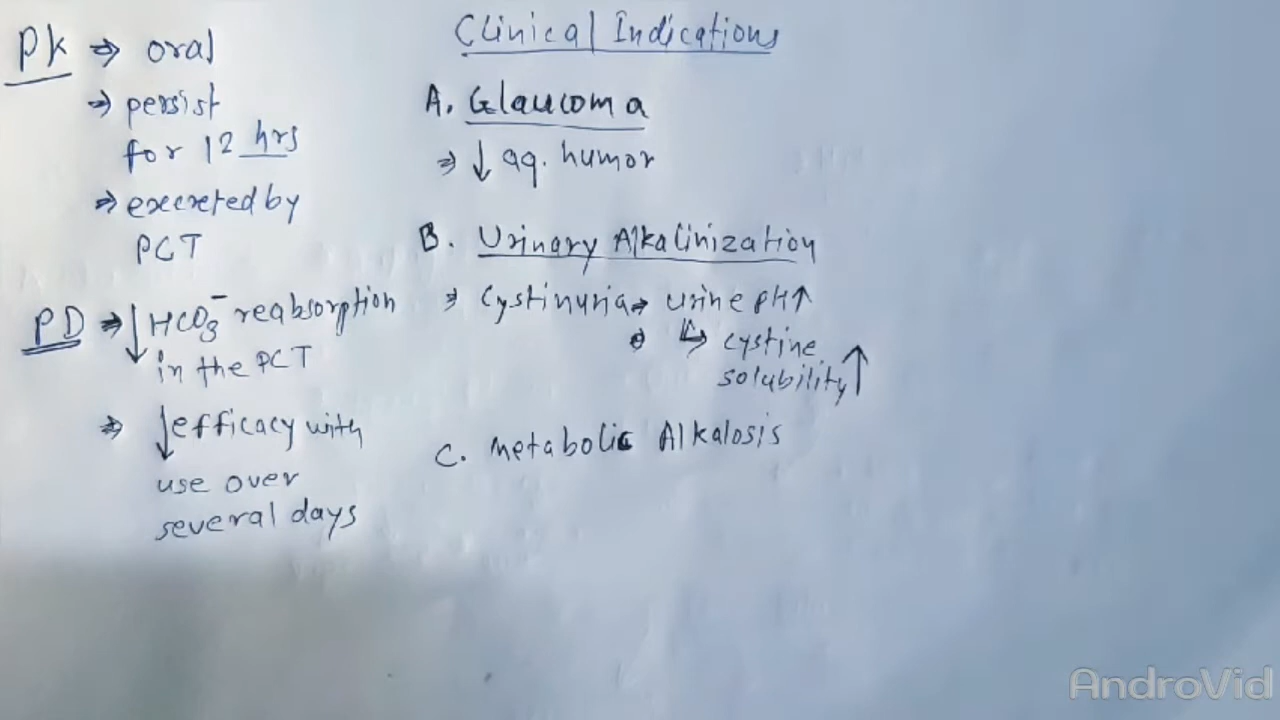 PK ⇒ oral
⇒ persist
for 12 hrs
⇒ excreted by
PCT
PD ⇒ ↓ HCO3⁻ reabsorption
in the PCT
⇒ ↓ efficacy with
use over
several days
Clinical Indications
A. Glaucoma
⇒ ↓ aq. humor
B. Urinary Alkalinization
⇒ Cystinuria → urine pH ↑
↳ cystine
solubility ↑
C. Metabolic Alkalosis
AndroVid